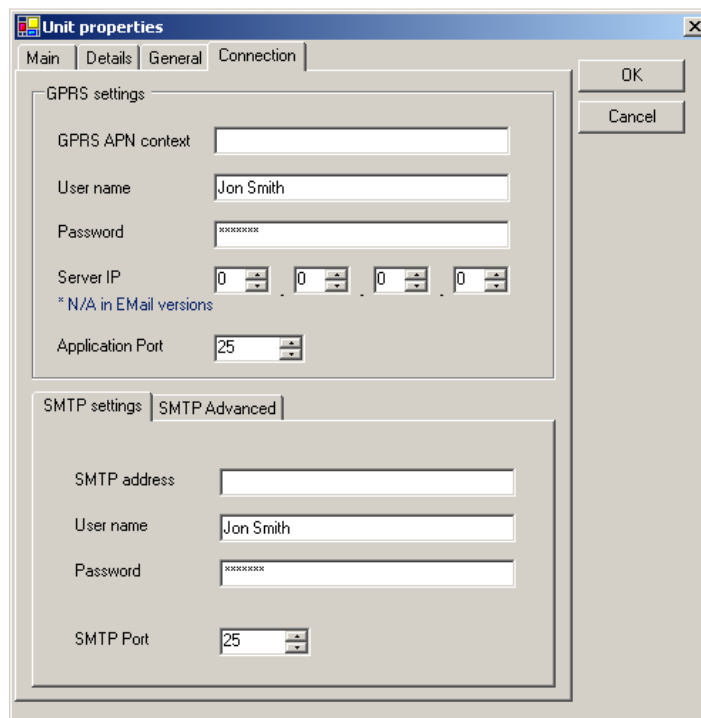 Unit properties
Main Details General Connection
OK
Cancel
GPRS settings
GPRS APN context
User name Jon Smith
Password *******
Server IP 0 . 0 . 0 . 0
* N/A in EMail versions
Application Port 25
SMTP settings SMTP Advanced
SMTP address
User name Jon Smith
Password *******
SMTP Port 25